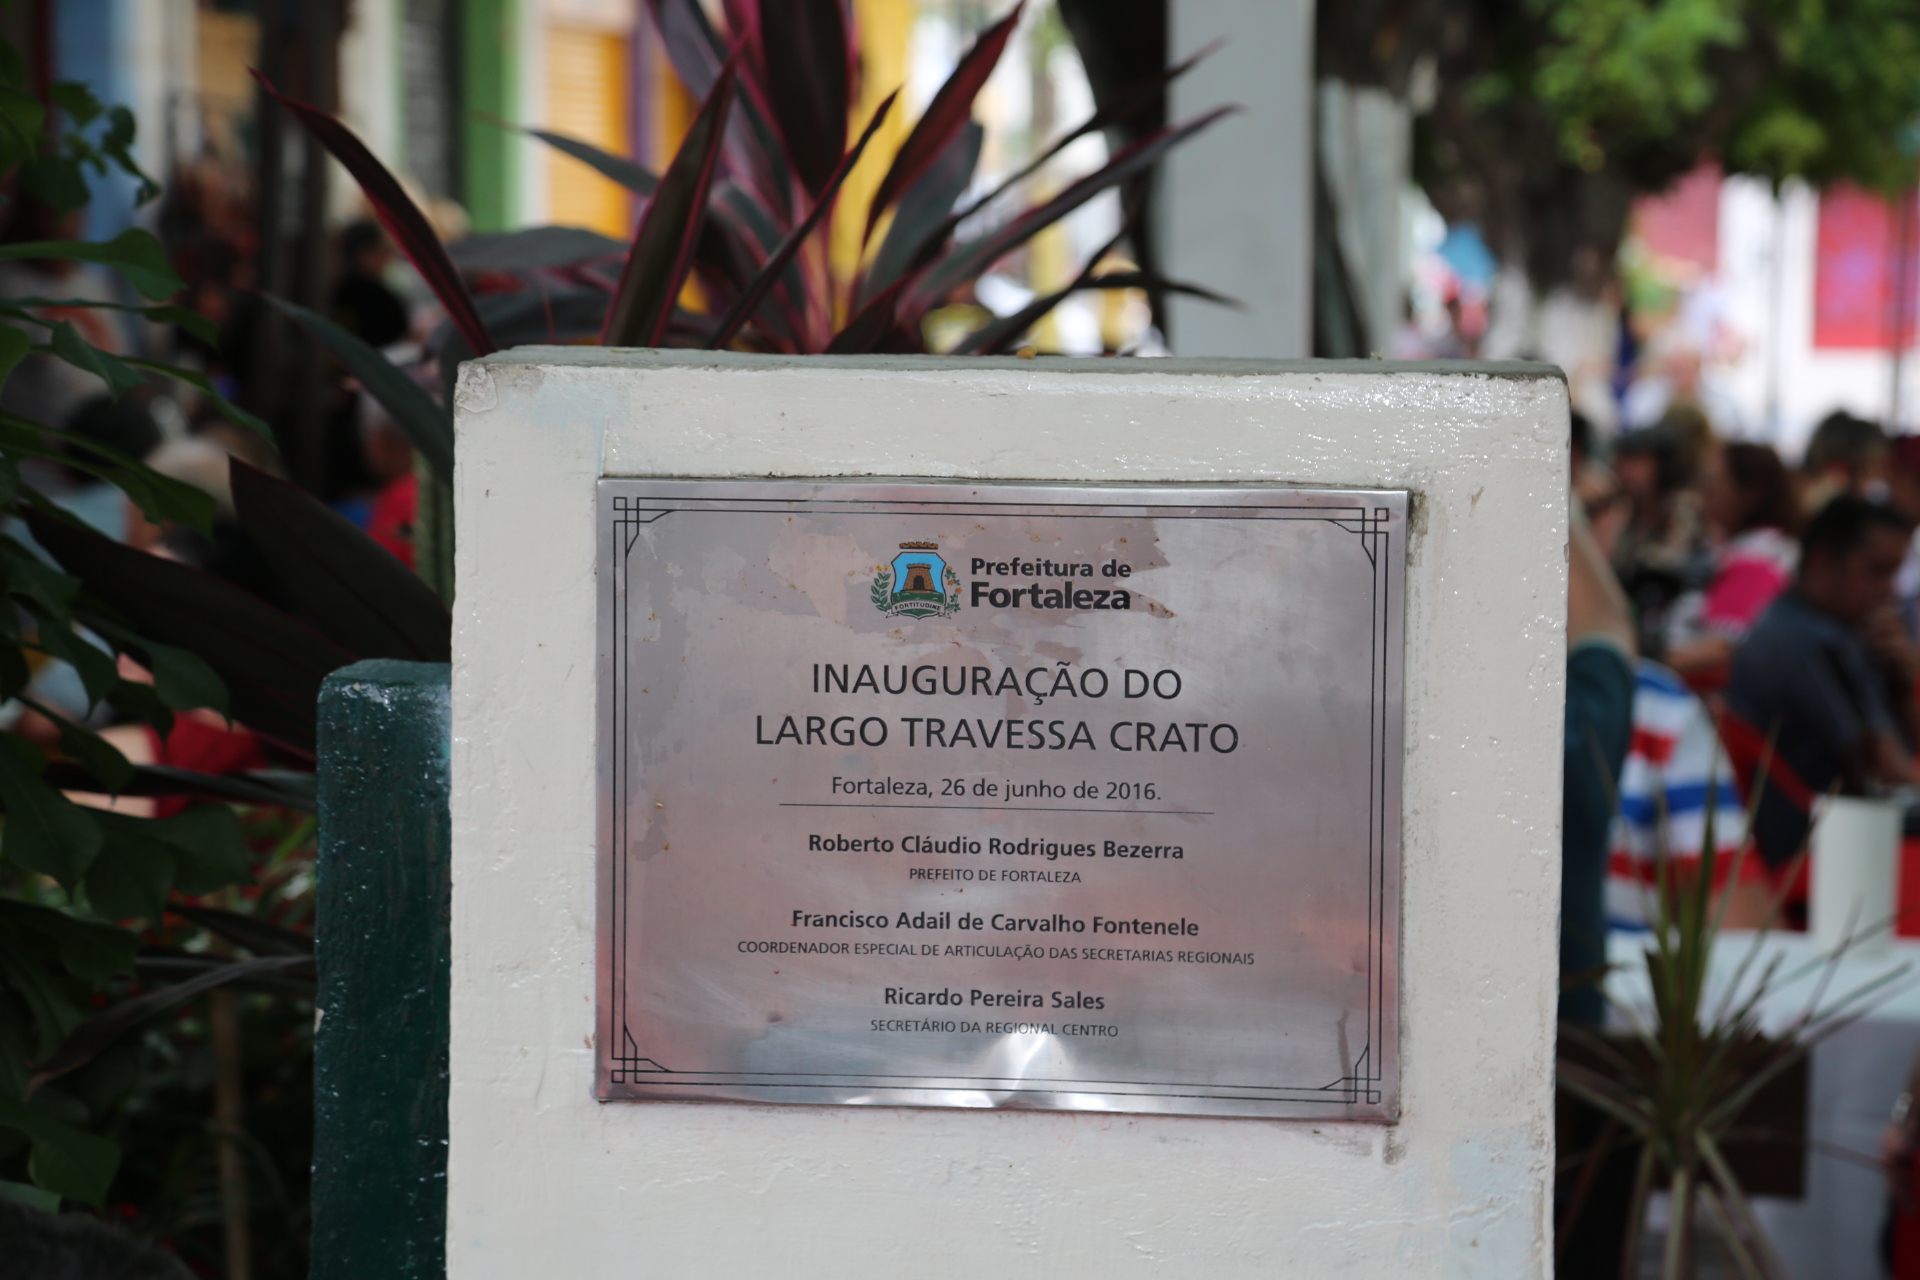 FORTITUDINE
Prefeitura de
Fortaleza
INAUGURAÇÃO DO
LARGO TRAVESSA CRATO
Fortaleza, 26 de junho de 2016.
Roberto Cláudio Rodrigues Bezerra
PREFEITO DE FORTALEZA
Francisco Adail de Carvalho Fontenele
COORDENADOR ESPECIAL DE ARTICULAÇÃO DAS SECRETARIAS REGIONAIS
Ricardo Pereira Sales
SECRETÁRIO DA REGIONAL CENTRO